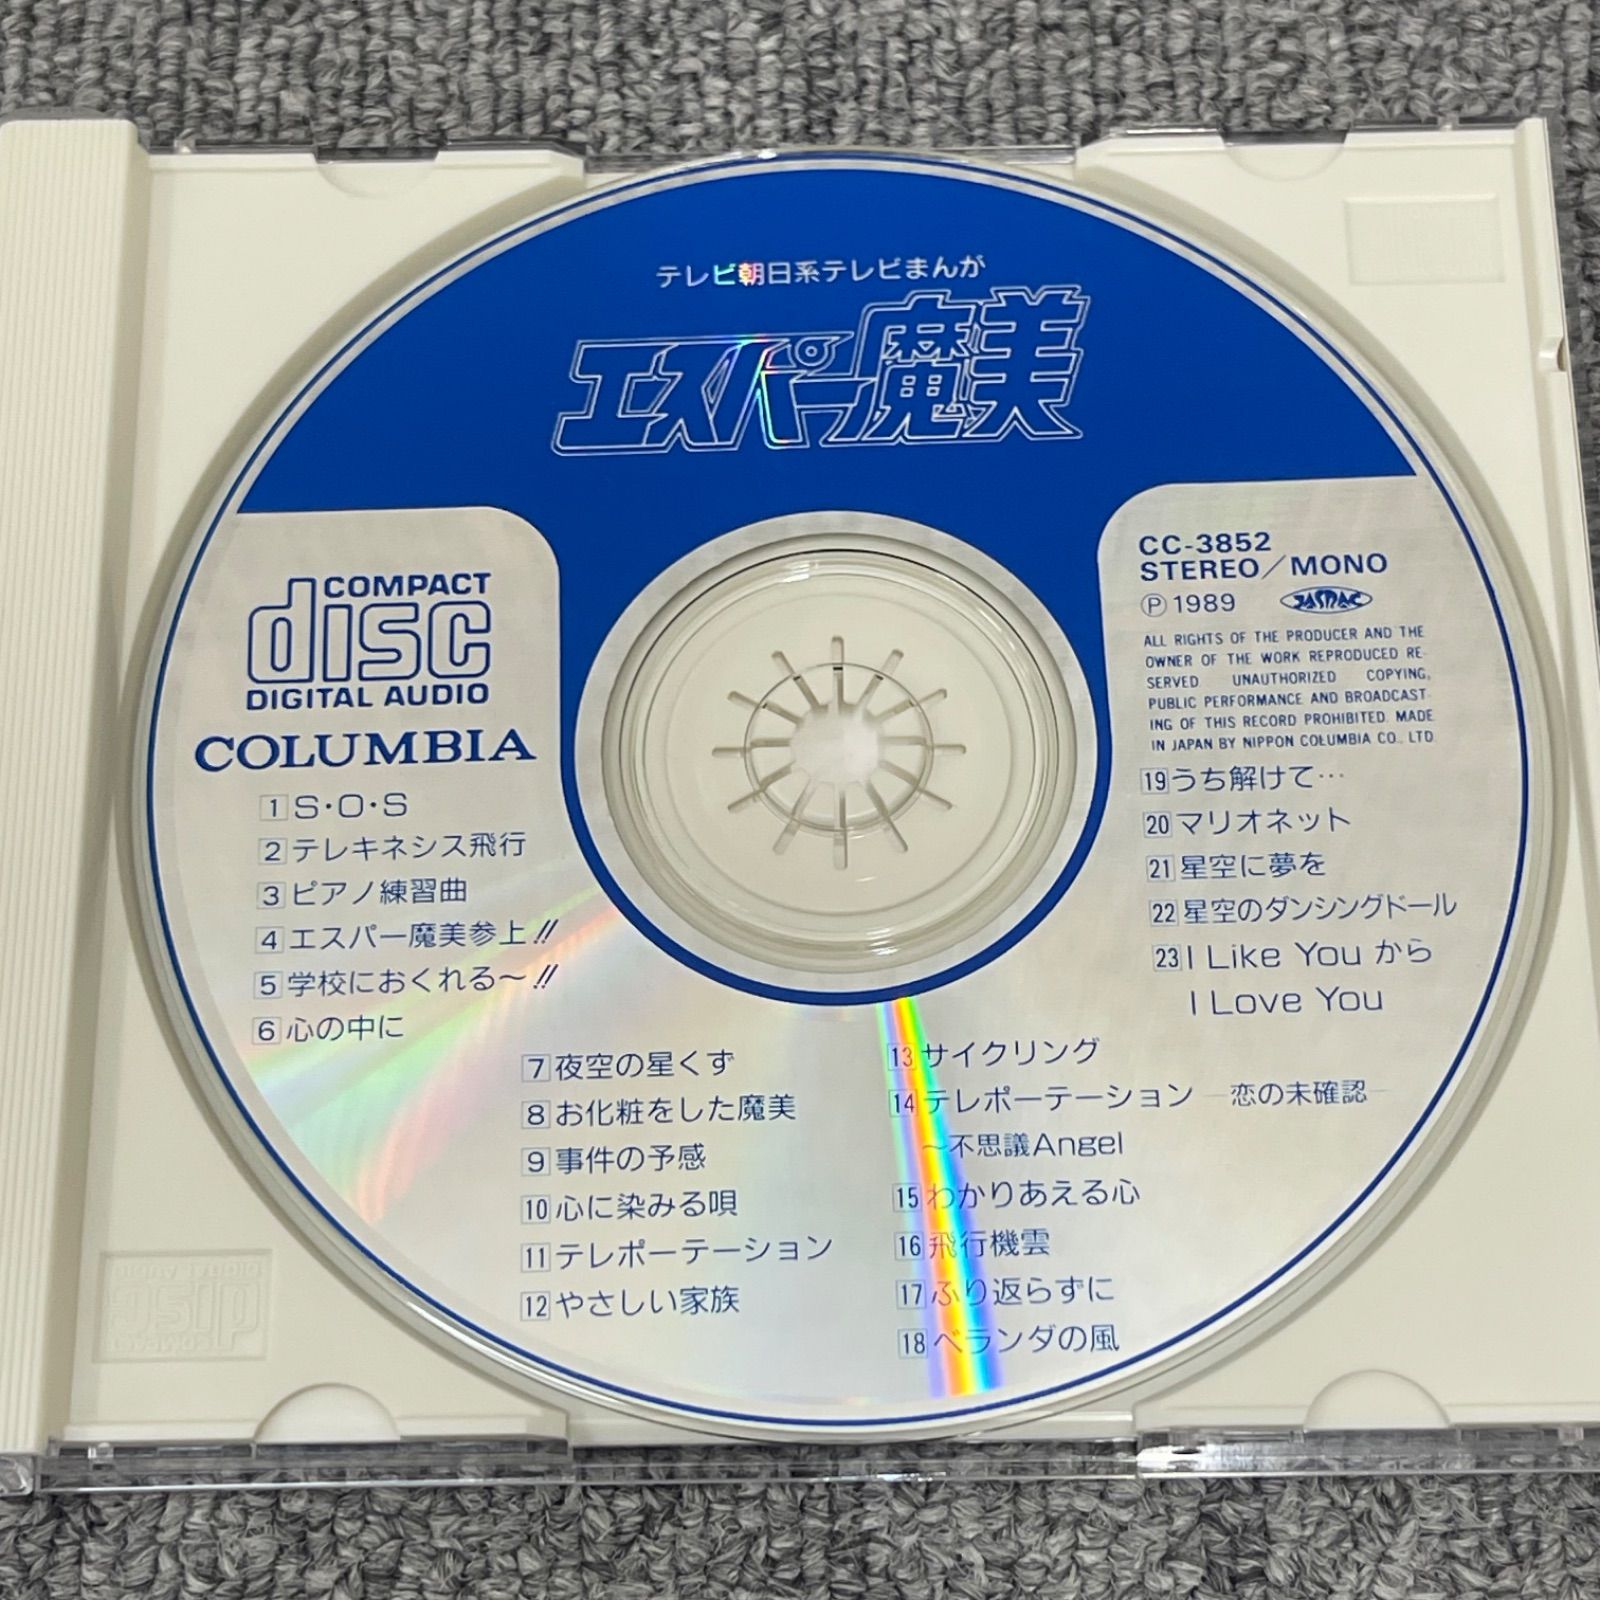 テレビ朝日系テレビまんが
エスパー魔美
COMPACT
disc
DIGITAL AUDIO
COLUMBIA
CC-3852
STEREO/MONO
Ⓟ1989 JASRAC
ALL RIGHTS OF THE PRODUCER AND THE
OWNER OF THE WORK REPRODUCED RE-
SERVED UNAUTHORIZED COPYING,
PUBLIC PERFORMANCE AND BROADCAST-
ING OF THIS RECORD PROHIBITED. MADE
IN JAPAN BY NIPPON COLUMBIA CO., LTD.
1 S・O・S
2 テレキネシス飛行
3 ピアノ練習曲
4 エスパー魔美参上!!
5 学校におくれる〜!!
6 心の中に
7 夜空の星くず
8 お化粧をした魔美
9 事件の予感
10 心に染みる唄
11 テレポーテーション
12 やさしい家族
13 サイクリング
14 テレポーテーション ―恋の未確認―
〜不思議Angel
15 わかりあえる心
16 飛行機雲
17 ふり返らずに
18 ベランダの風
19 うち解けて…
20 マリオネット
21 星空に夢を
22 星空のダンシングドール
23 I Like You から
I Love You